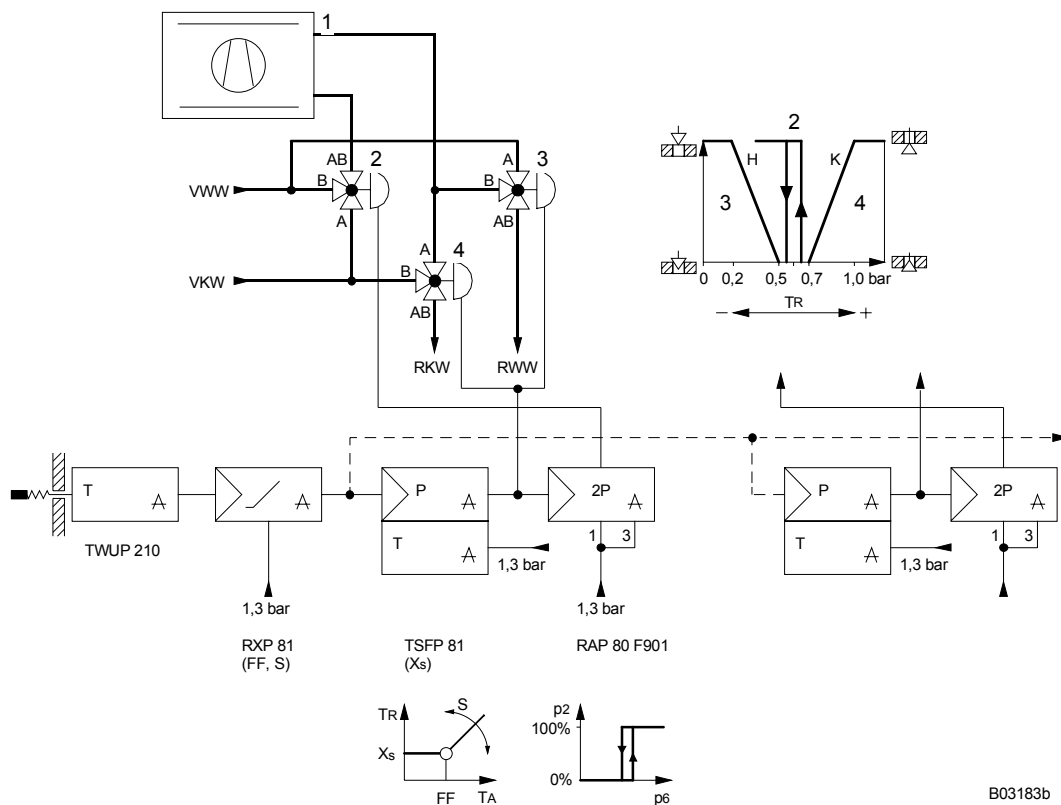 1
AB
2
A
3
VWW
B
B
A
AB
A
4
VKW
B
AB
RKW
RWW
2
H
K
3
4
0
0,2
0,5
0,7
1,0 bar
− TR +
T
P
2P
P
2P
TWUP 210
T
1,3 bar
1
3
T
1,3 bar
1
3
1,3 bar
1,3 bar
RXP 81
(FF, S)
TSFP 81
(Xs)
RAP 80 F901
TR
S
Xs
FF
TA
p2
100%
0%
p6
B03183b